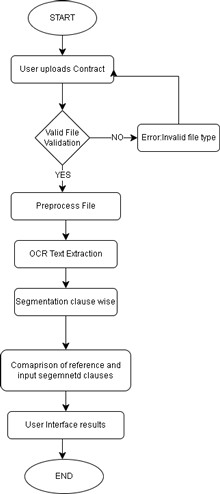 START
User uploads Contract
Valid File
Validation
NO
Error:Invalid file type
YES
Preprocess File
OCR Text Extraction
Segmentation clause wise
Comaprison of reference and
input segemnetd clauses
User Interface results
END